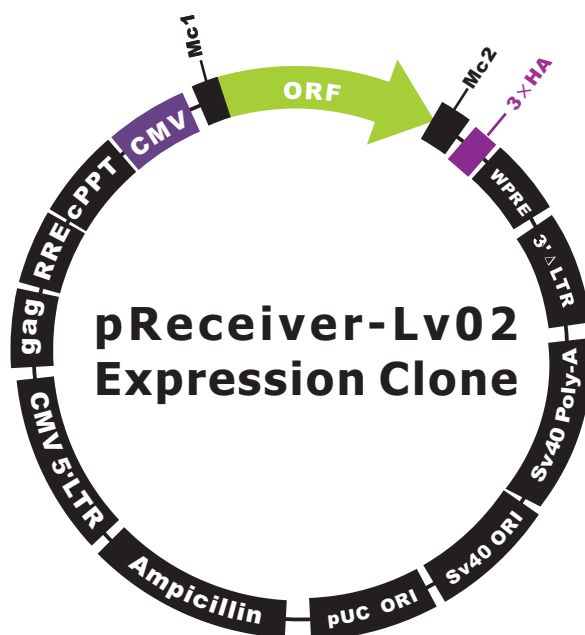 Mc1
ORF
Mc2
3×HA
WPRE
3'△LTR
Sv40 Poly-A
Sv40 ORI
pUC ORI
Ampicillin
CMV 5'LTR
gag
RRE
cPPT
CMV
pReceiver-Lv02
Expression Clone